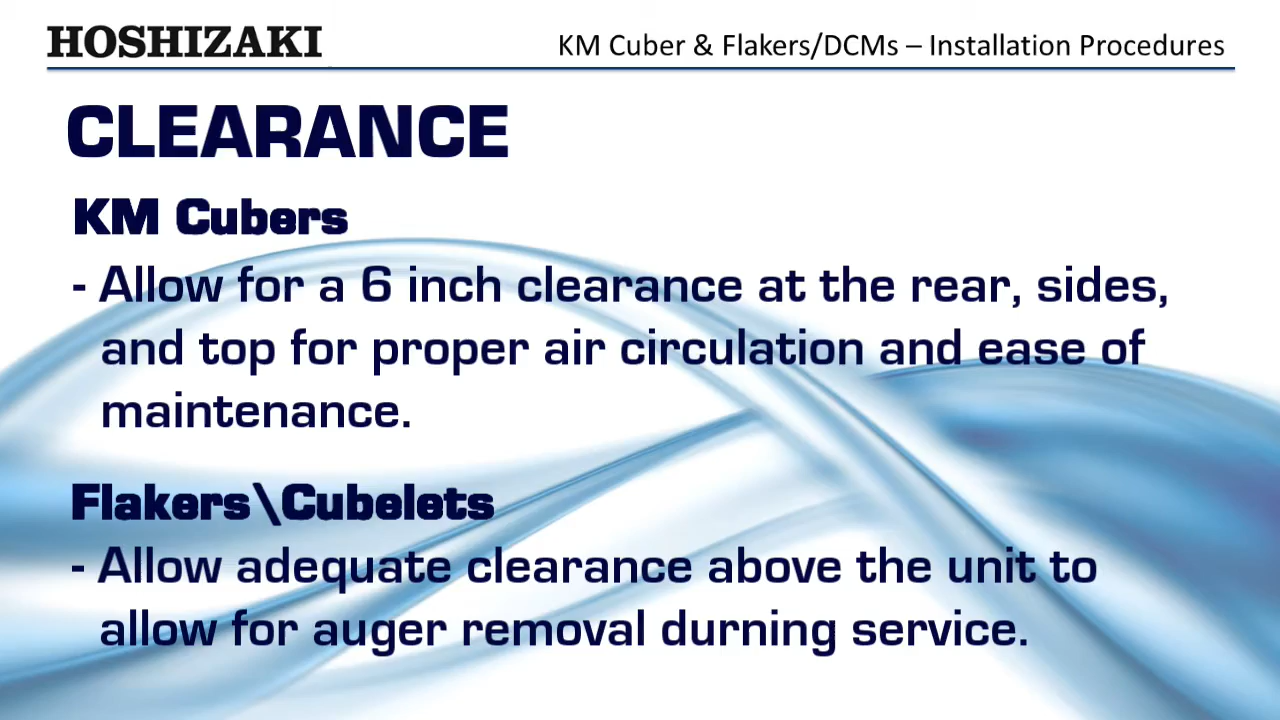 HOSHIZAKI
KM Cuber & Flakers/DCMs – Installation Procedures
CLEARANCE
KM Cubers
- Allow for a 6 inch clearance at the rear, sides,
and top for proper air circulation and ease of
maintenance.
Flakers\Cubelets
- Allow adequate clearance above the unit to
allow for auger removal durning service.